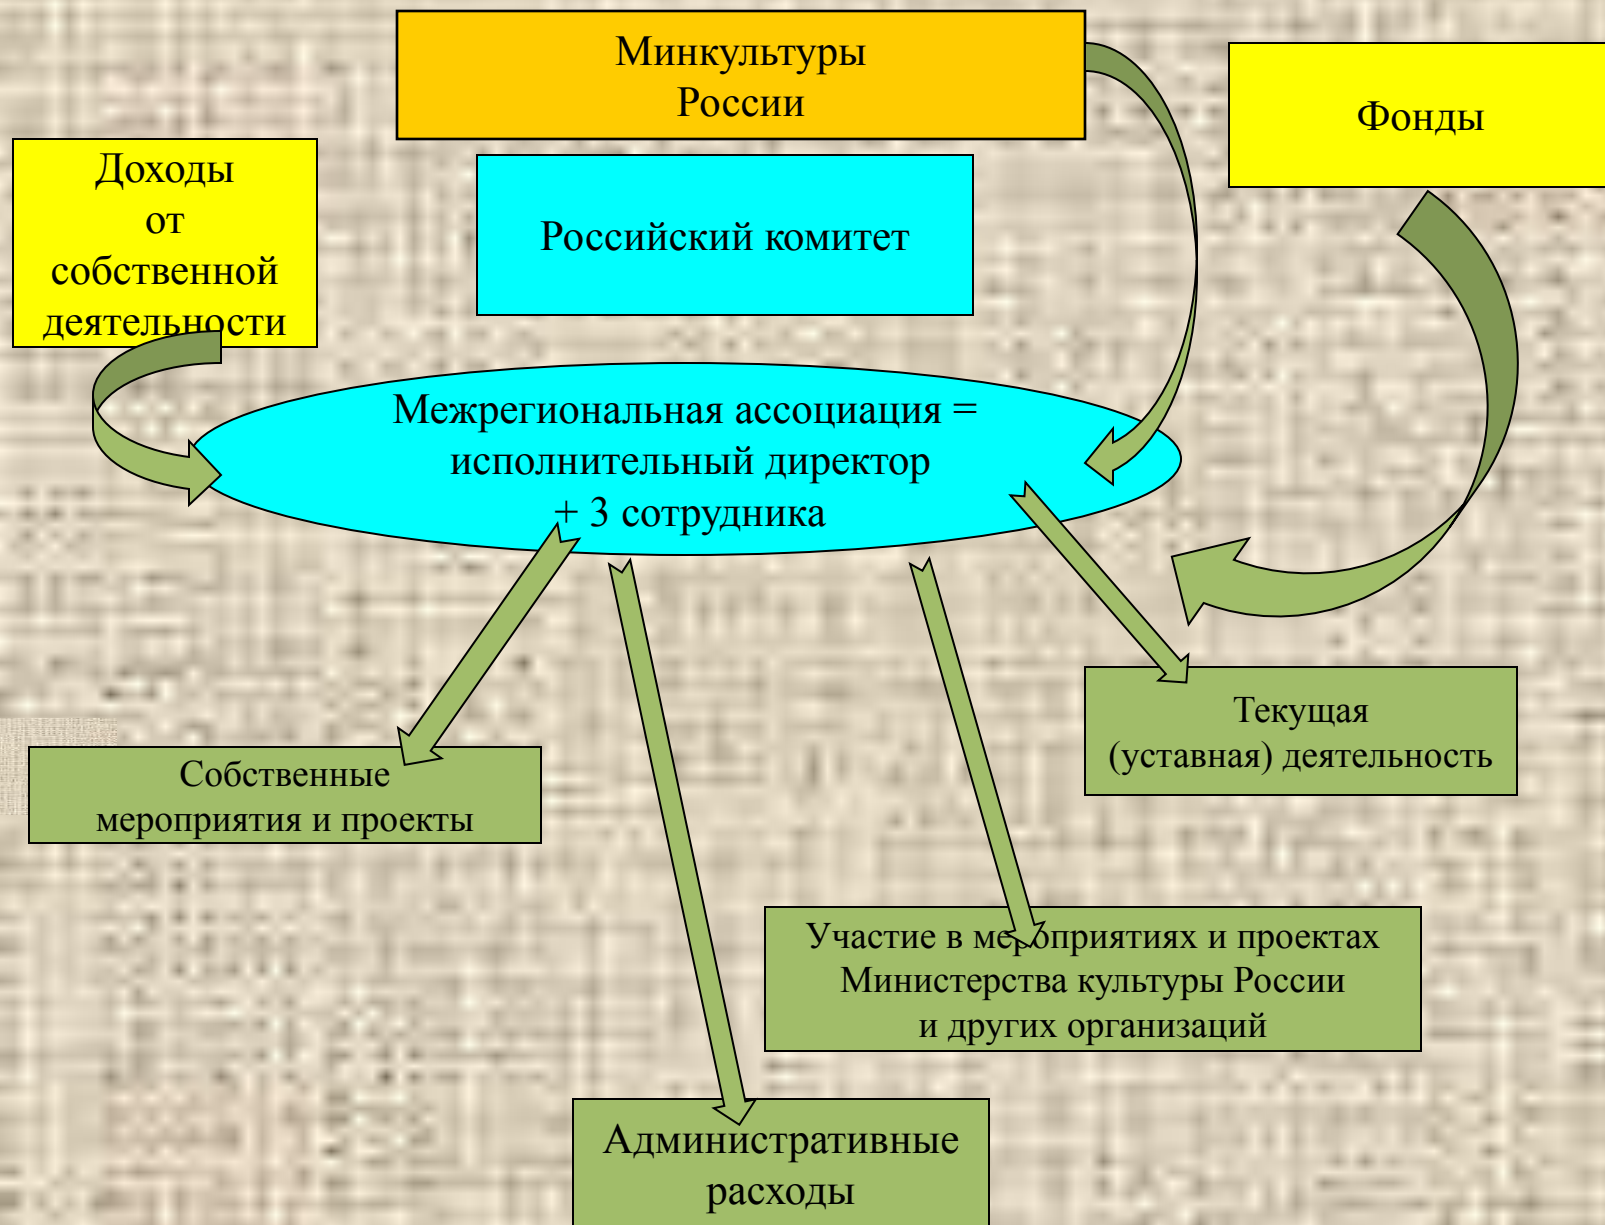 Минкультуры
России
Фонды
Доходы
от
собственной
деятельности
Российский комитет
Межрегиональная ассоциация =
исполнительный директор
+ 3 сотрудника
Текущая
(уставная) деятельность
Собственные
мероприятия и проекты
Участие в мероприятиях и проектах
Министерства культуры России
и других организаций
Административные
расходы